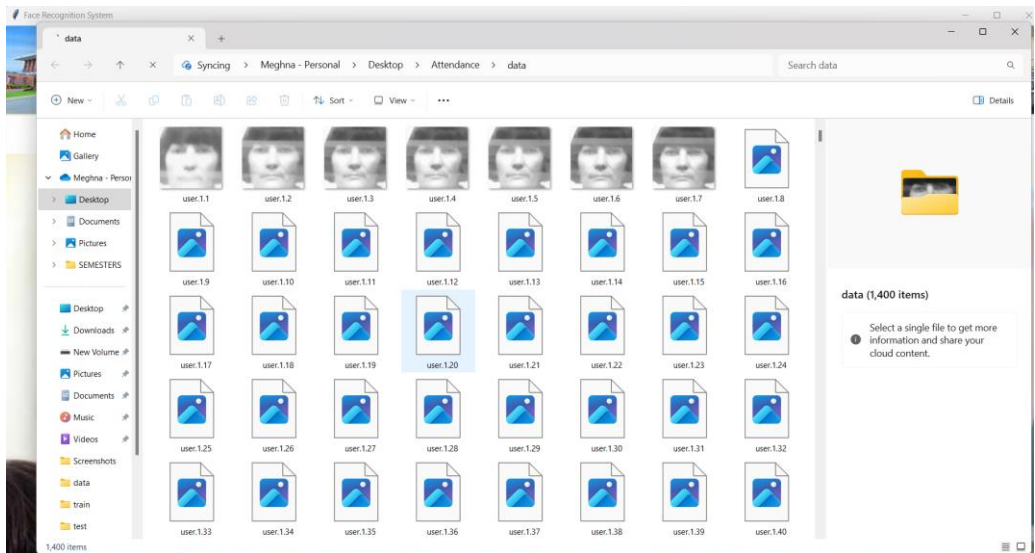 Face Recognition System
data
Syncing > Meghna - Personal > Desktop > Attendance > data
Search data
New
Sort
View
Details
Home
Gallery
Meghna - Persor
Desktop
Documents
Pictures
SEMESTERS
Desktop
Downloads
New Volume
Pictures
Documents
Music
Videos
Screenshots
data
train
test
user.1.1 user.1.2 user.1.3 user.1.4 user.1.5 user.1.6 user.1.7 user.1.8
user.1.9 user.1.10 user.1.11 user.1.12 user.1.13 user.1.14 user.1.15 user.1.16
user.1.17 user.1.18 user.1.19 user.1.20 user.1.21 user.1.22 user.1.23 user.1.24
user.1.25 user.1.26 user.1.27 user.1.28 user.1.29 user.1.30 user.1.31 user.1.32
user.1.33 user.1.34 user.1.35 user.1.36 user.1.37 user.1.38 user.1.39 user.1.40
data (1,400 items)
Select a single file to get more
information and share your
cloud content.
1,400 items